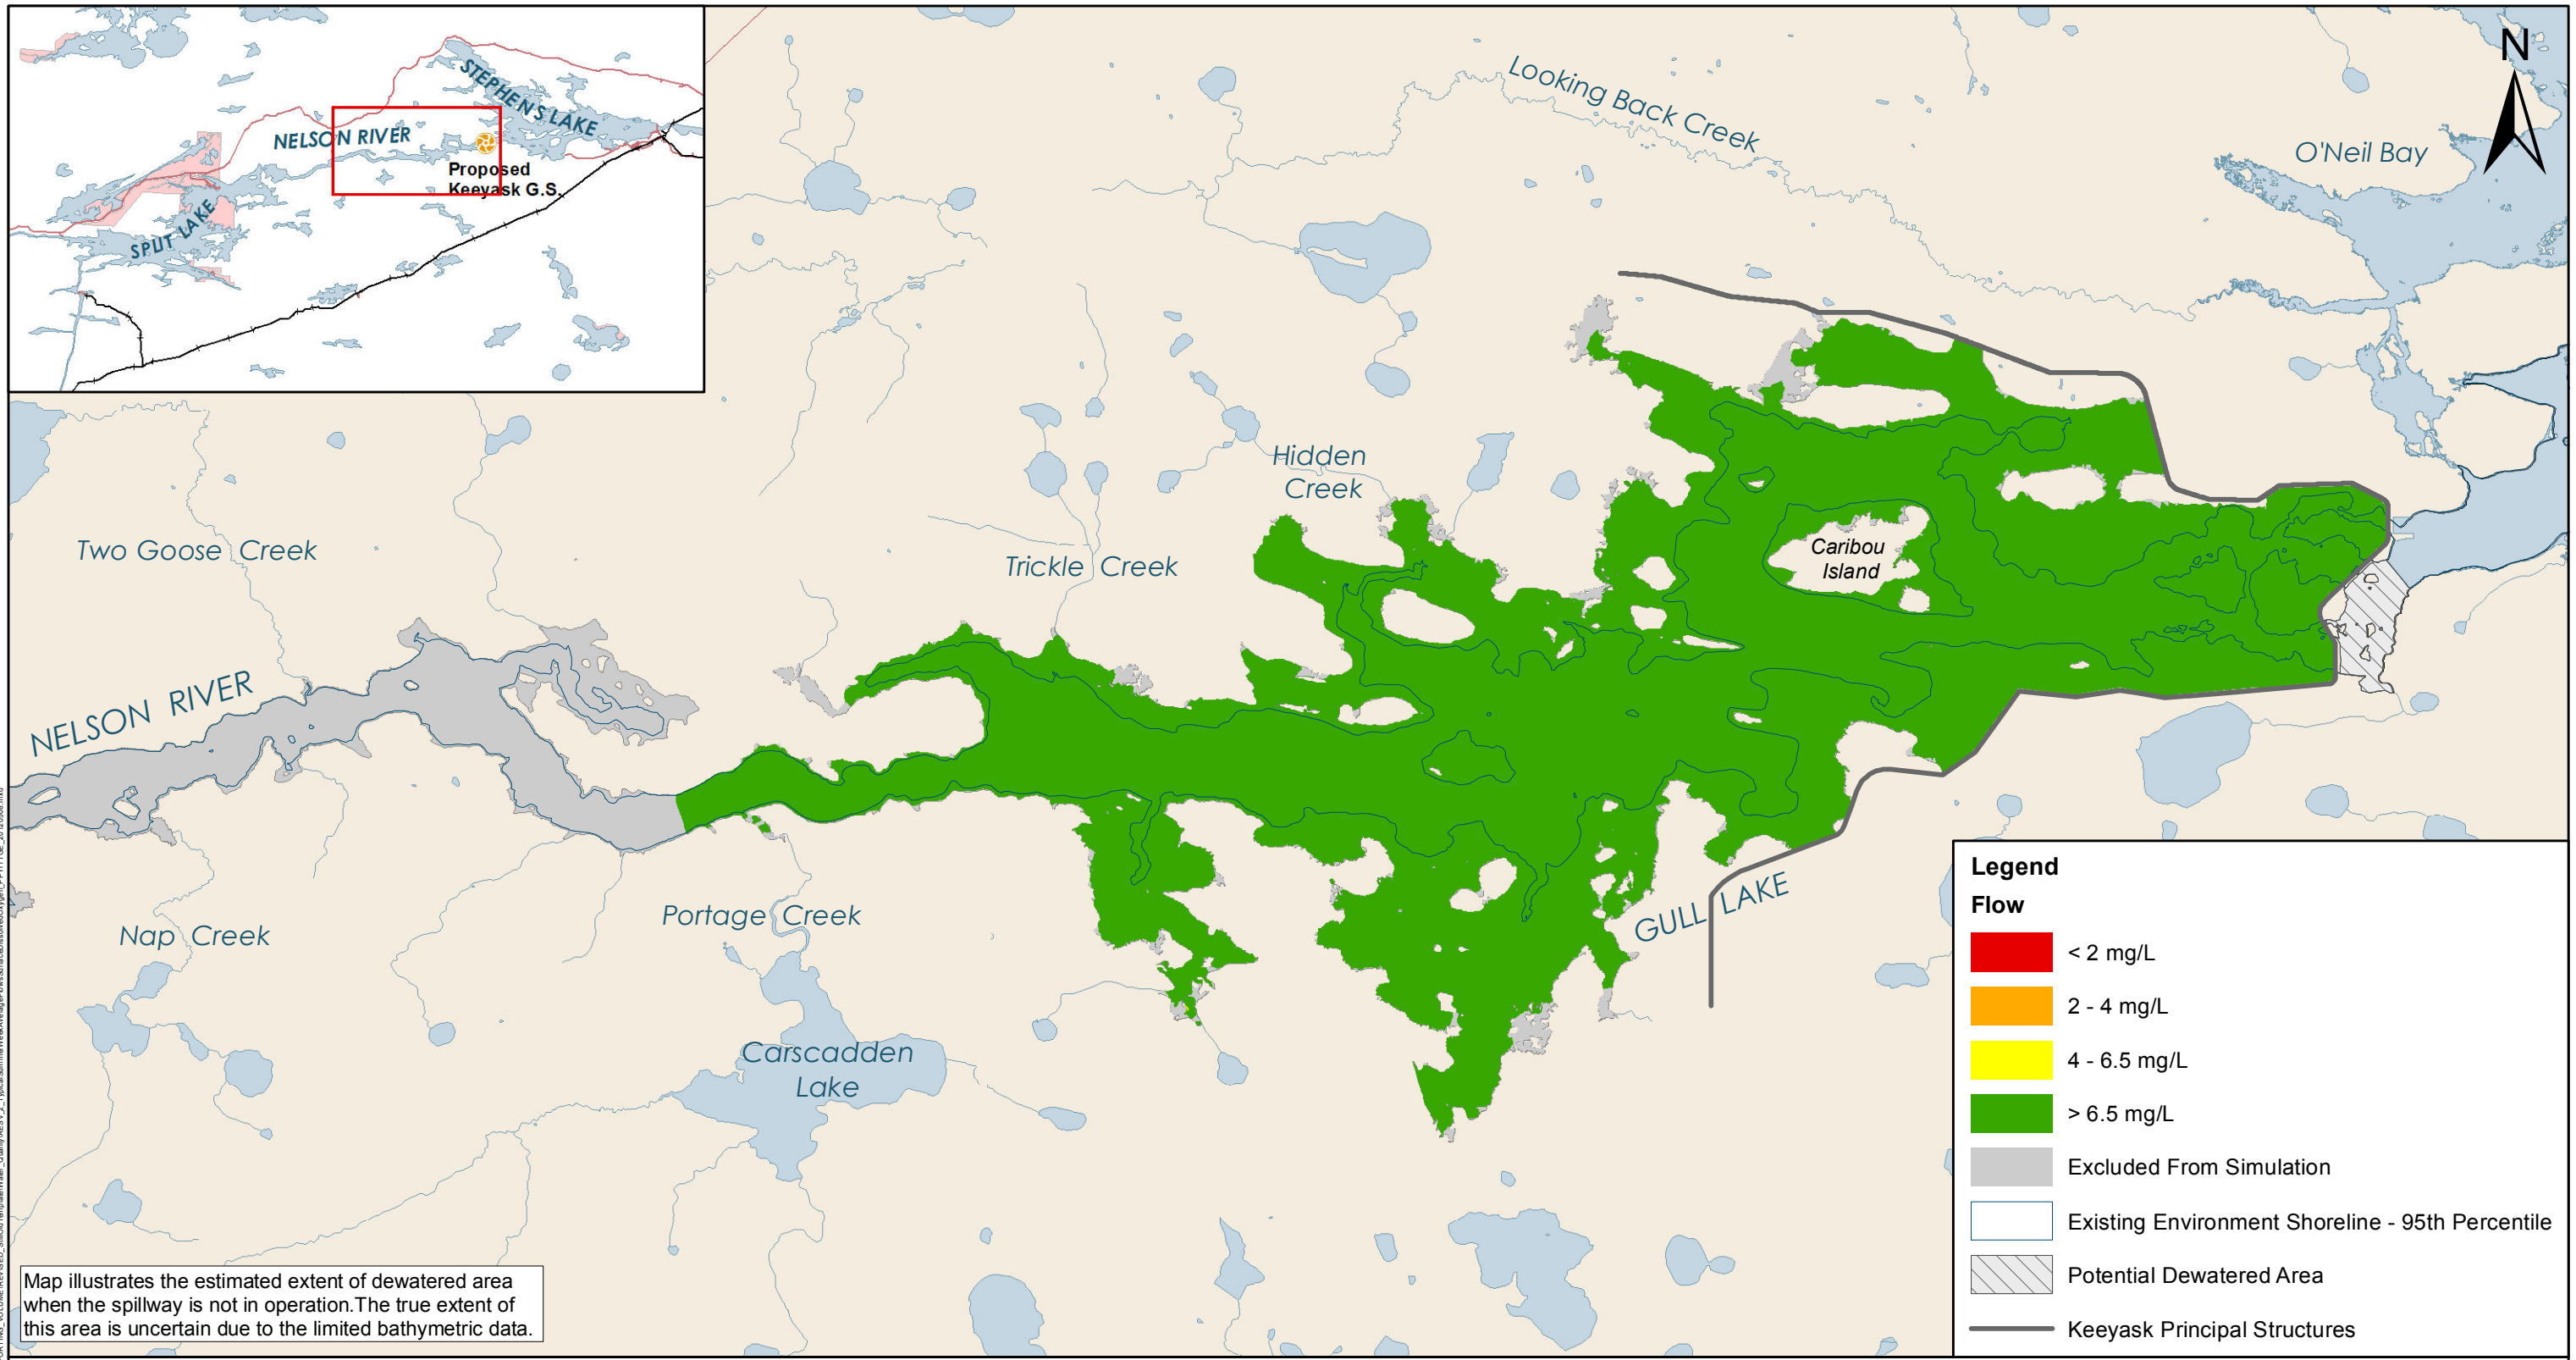 STEPHENS LAKE
NELSON RIVER
Proposed
Keeyask G.S.
SPLIT LAKE
N
Looking Back Creek
O'Neil Bay
Hidden
Creek
Two Goose Creek
Trickle Creek
Caribou
Island
NELSON RIVER
Portage Creek
Nap Creek
GULL LAKE
Carscadden
Lake
Map illustrates the estimated extent of dewatered area
when the spillway is not in operation.The true extent of
this area is uncertain due to the limited bathymetric data.
Legend
Flow
< 2 mg/L
2 - 4 mg/L
4 - 6.5 mg/L
> 6.5 mg/L
Excluded From Simulation
Existing Environment Shoreline - 95th Percentile
Potential Dewatered Area
Keeyask Principal Structures